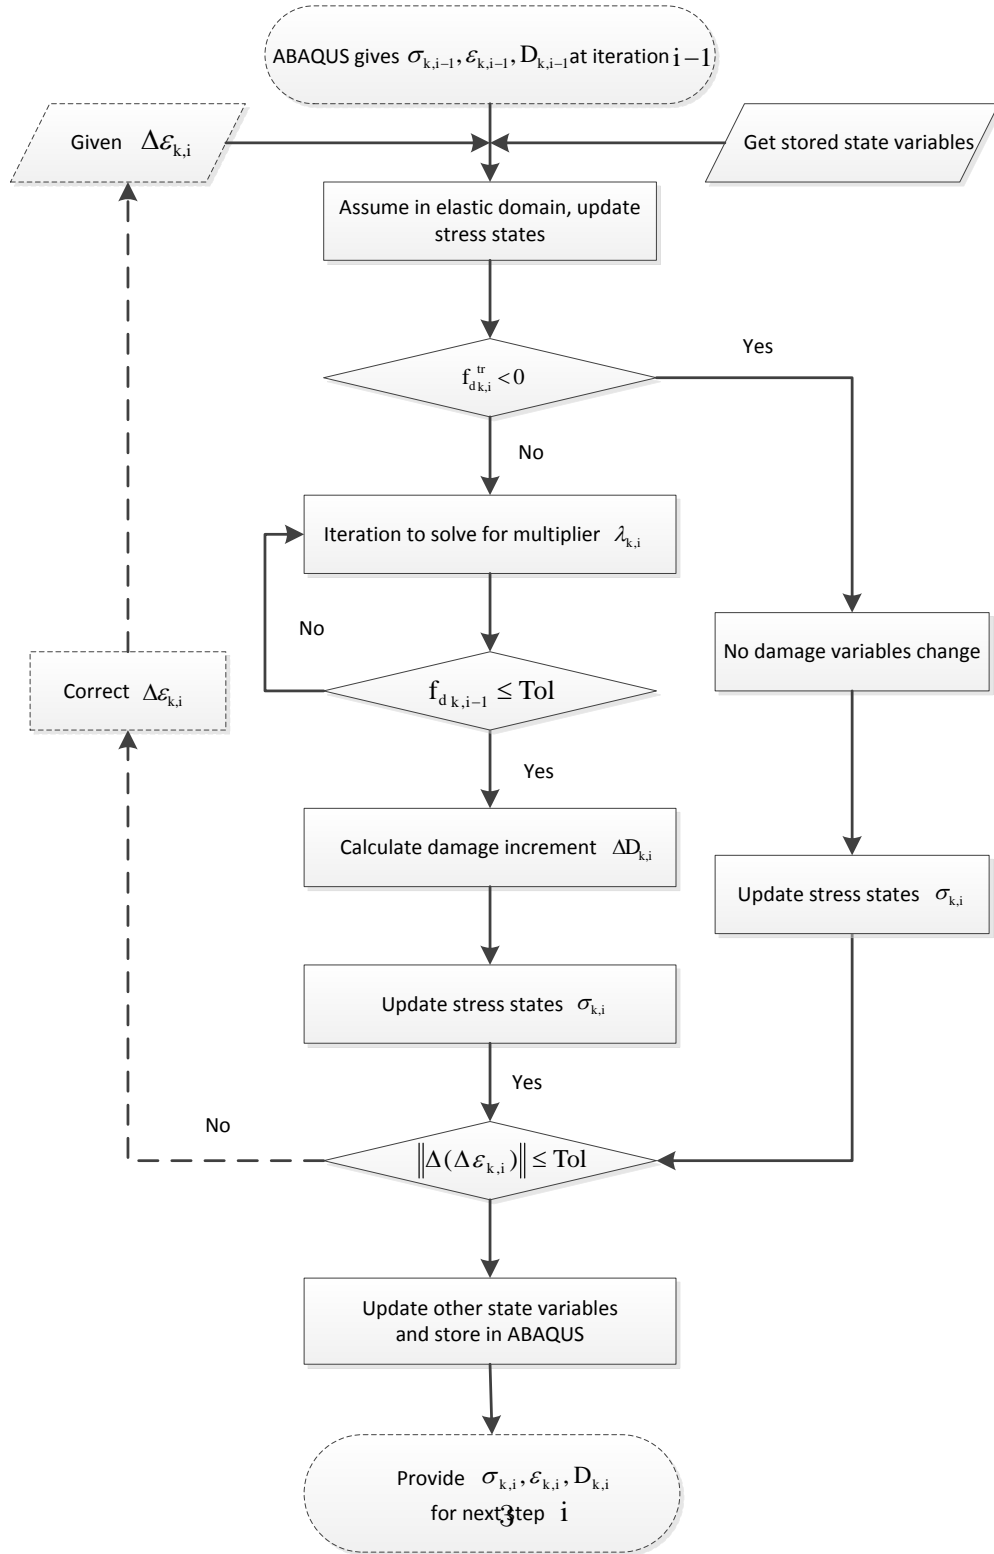 ABAQUS gives σk,i−1, εk,i−1, Dk,i−1 at iteration i−1
Given Δεk,i
Get stored state variables
Assume in elastic domain, update
stress states
Yes
fdk,i^tr < 0
No
Iteration to solve for multiplier λk,i
No
No damage variables change
Correct Δεk,i
fdk,i−1 ≤ Tol
Yes
Calculate damage increment ΔDk,i
Update stress states σk,i
Update stress states σk,i
Yes
No
‖Δ(Δεk,i)‖ ≤ Tol
Update other state variables
and store in ABAQUS
Provide σk,i, εk,i, Dk,i
for next step i
3